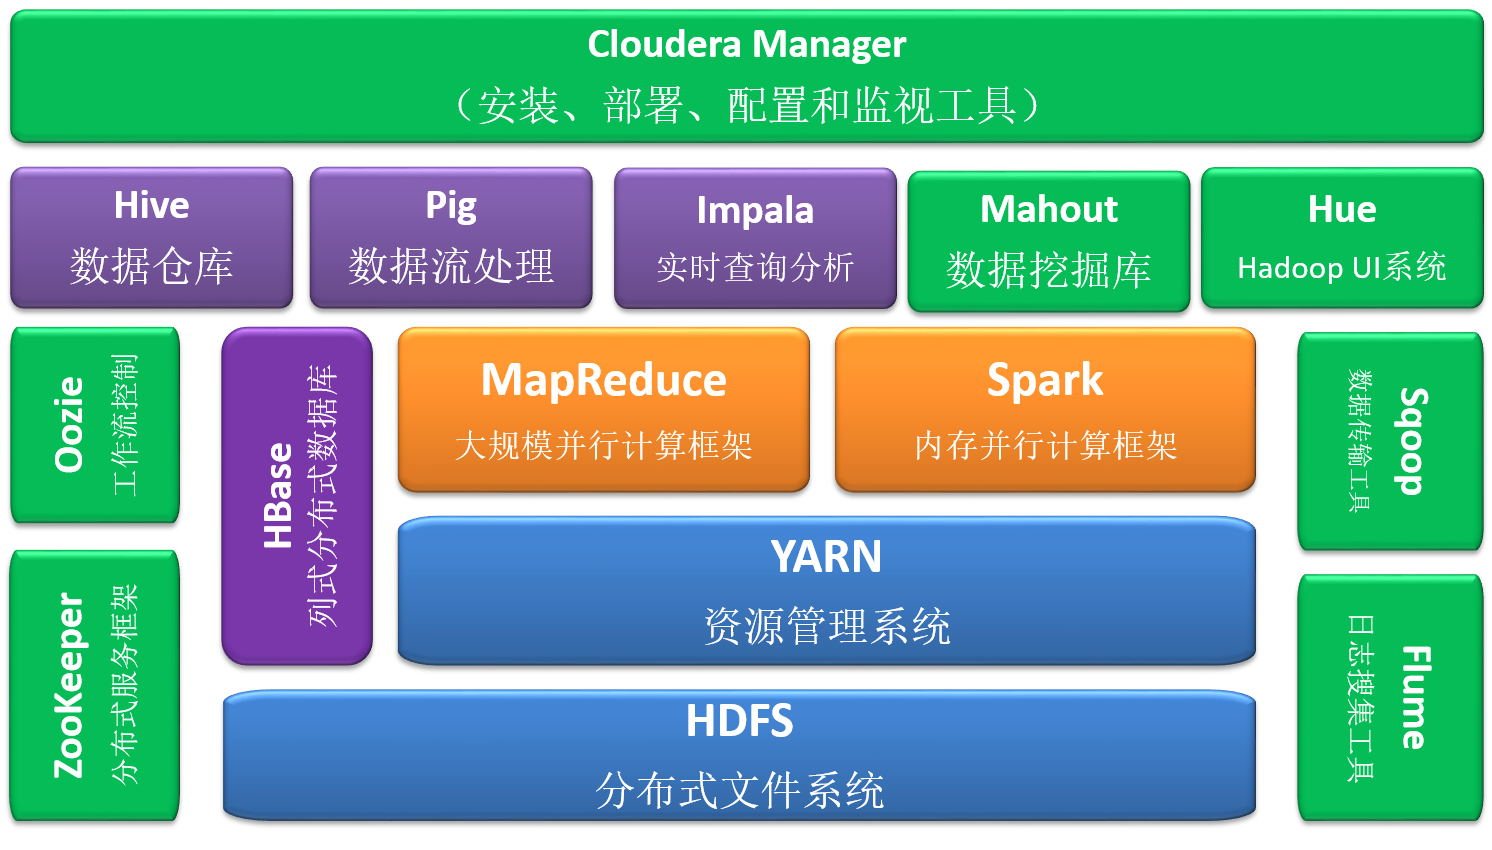 Cloudera Manager
（安装、部署、配置和监视工具）
Hive
数据仓库
Pig
数据流处理
Impala
实时查询分析
Mahout
数据挖掘库
Hue
Hadoop UI系统
Oozie
工作流控制
HBase
列式分布式数据库
MapReduce
大规模并行计算框架
Spark
内存并行计算框架
Sqoop
数据传输工具
YARN
资源管理系统
ZooKeeper
分布式服务框架
Flume
日志搜集工具
HDFS
分布式文件系统